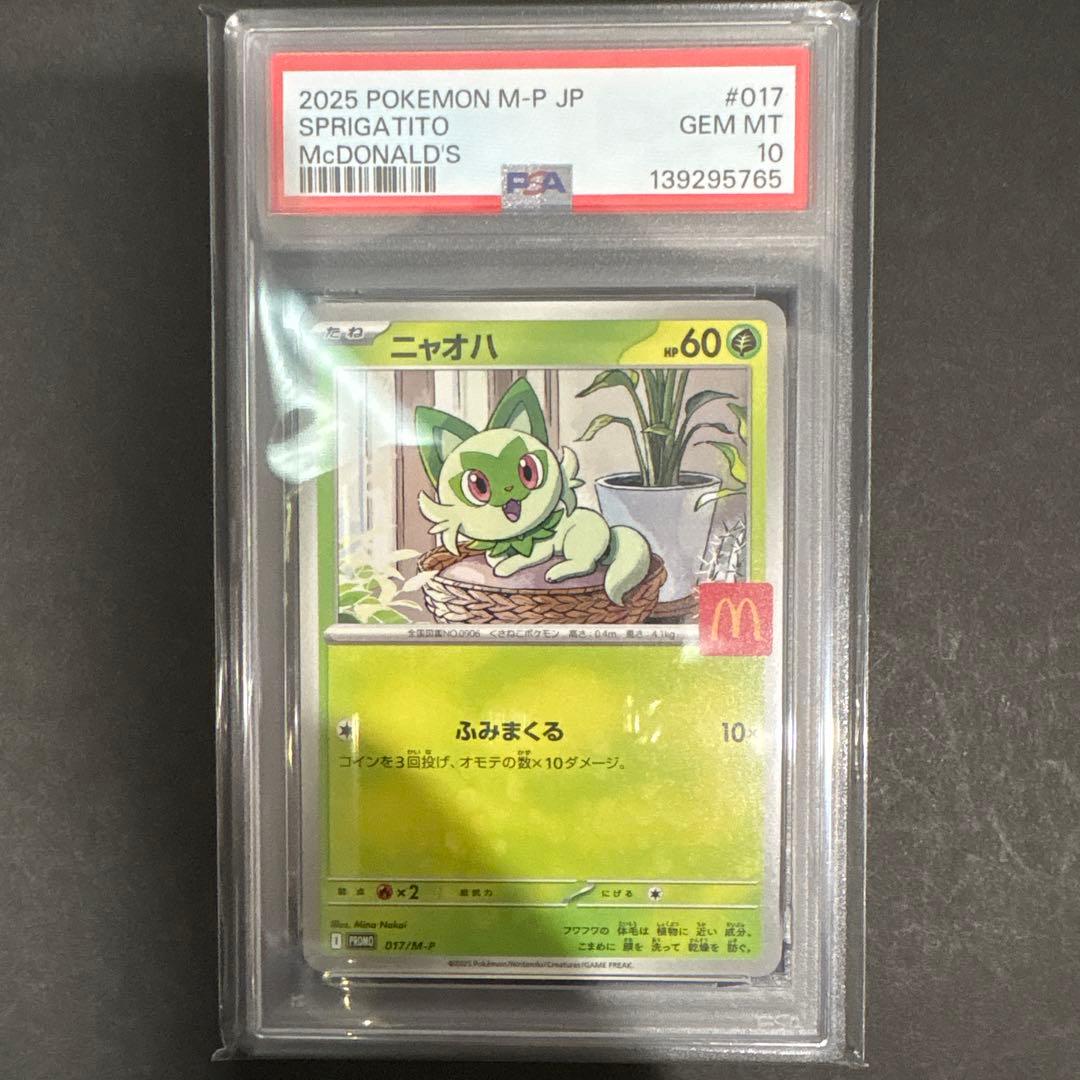 2025 POKEMON M-P JP #017
SPRIGATITO GEM MT
McDONALD'S 10
PSA 139295765
たね ニャオハ HP60
全国図鑑NO.0906 くさねこポケモン 高さ:0.4m 重さ:4.1kg
M
ふみまくる 10×
コインを3回投げ、オモテの数×10ダメージ。
弱点 ×2 抵抗力 にげる
Illus. Mina Nakai
フワフワの 体毛は 植物に 近い 成分。
I PROMO 017/M-P
こまめに 顔を 洗って 乾燥を 防ぐ。
©2025 Pokémon/Nintendo/Creatures/GAME FREAK.